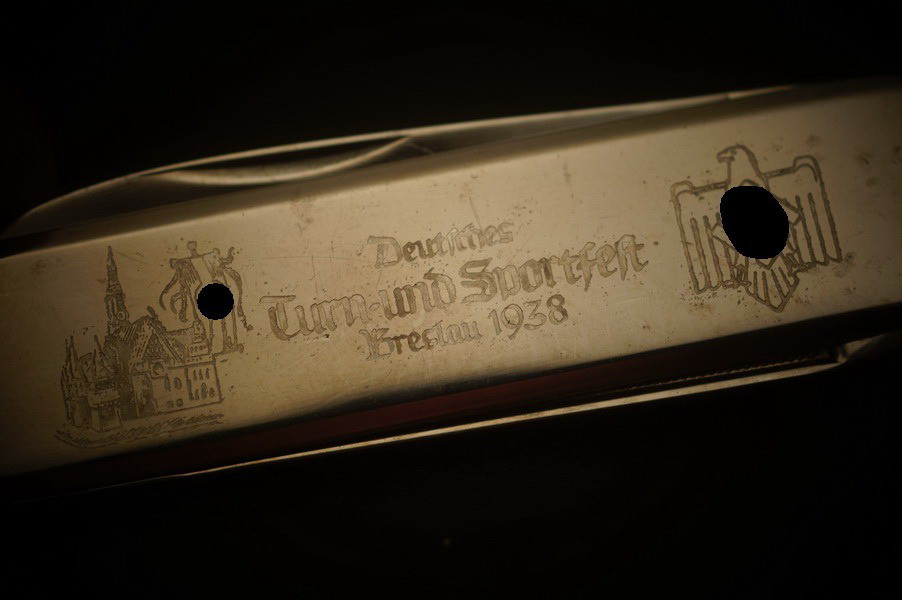 Deutsches
Turn-und Sportfest
Breslau 1938